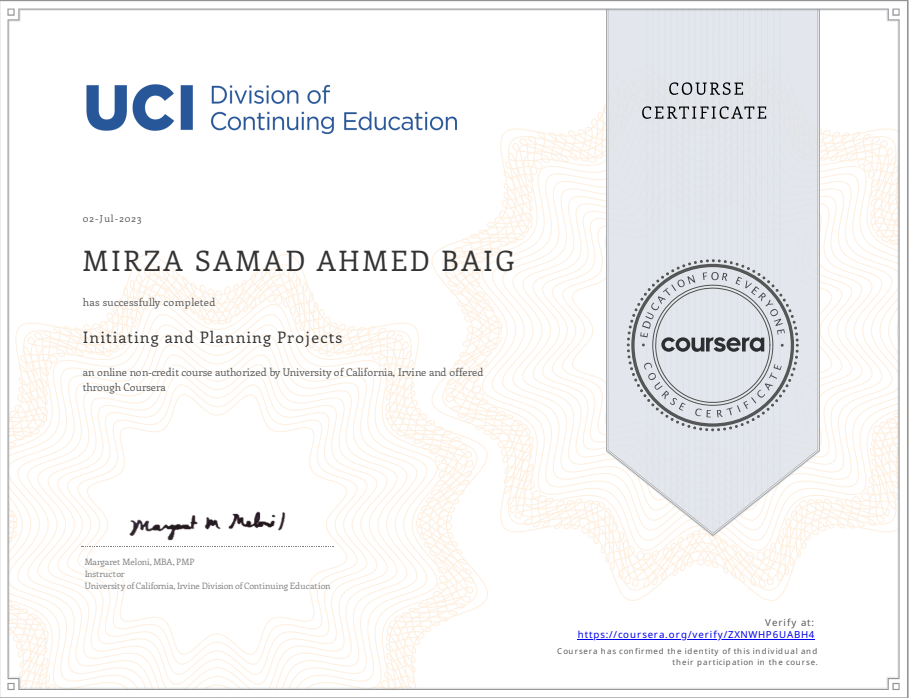 UCI Division of
Continuing Education
COURSE
CERTIFICATE
02-Jul-2023
MIRZA SAMAD AHMED BAIG
has successfully completed
Initiating and Planning Projects
an online non-credit course authorized by University of California, Irvine and offered
through Coursera
EDUCATION FOR EVERYONE
coursera
COURSE CERTIFICATE
Margaret M Meloni
Margaret Meloni, MBA, PMP
Instructor
University of California, Irvine Division of Continuing Education
Verify at:
https://coursera.org/verify/ZXNWHP6UABH4
Coursera has confirmed the identity of this individual and
their participation in the course.